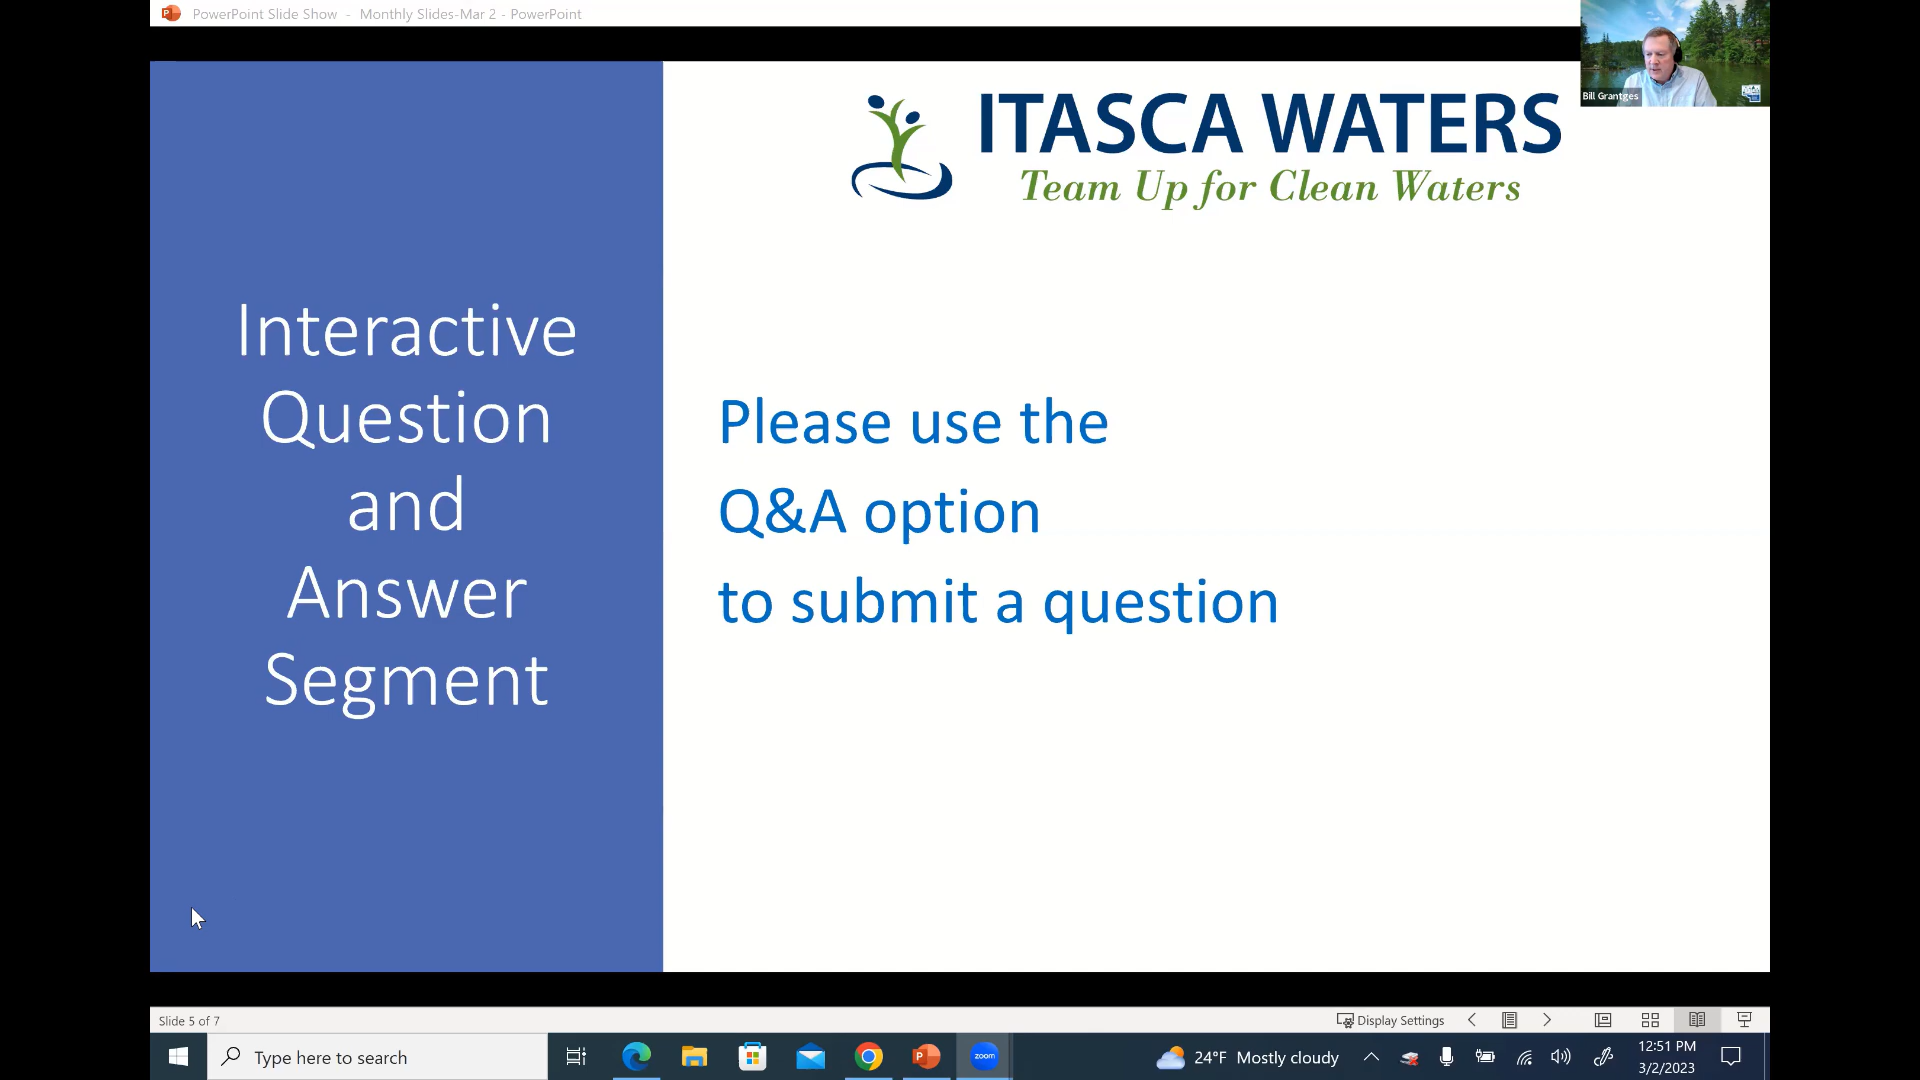 PowerPoint Slide Show - Monthly Slides-Mar 2 - PowerPoint
Bill Grantges
ITASCA WATERS
Team Up for Clean Waters
Interactive
Question
and
Answer
Segment
Please use the
Q&A option
to submit a question
Slide 5 of 7
Display Settings
Type here to search
zoom
24°F Mostly cloudy
12:51 PM
3/2/2023